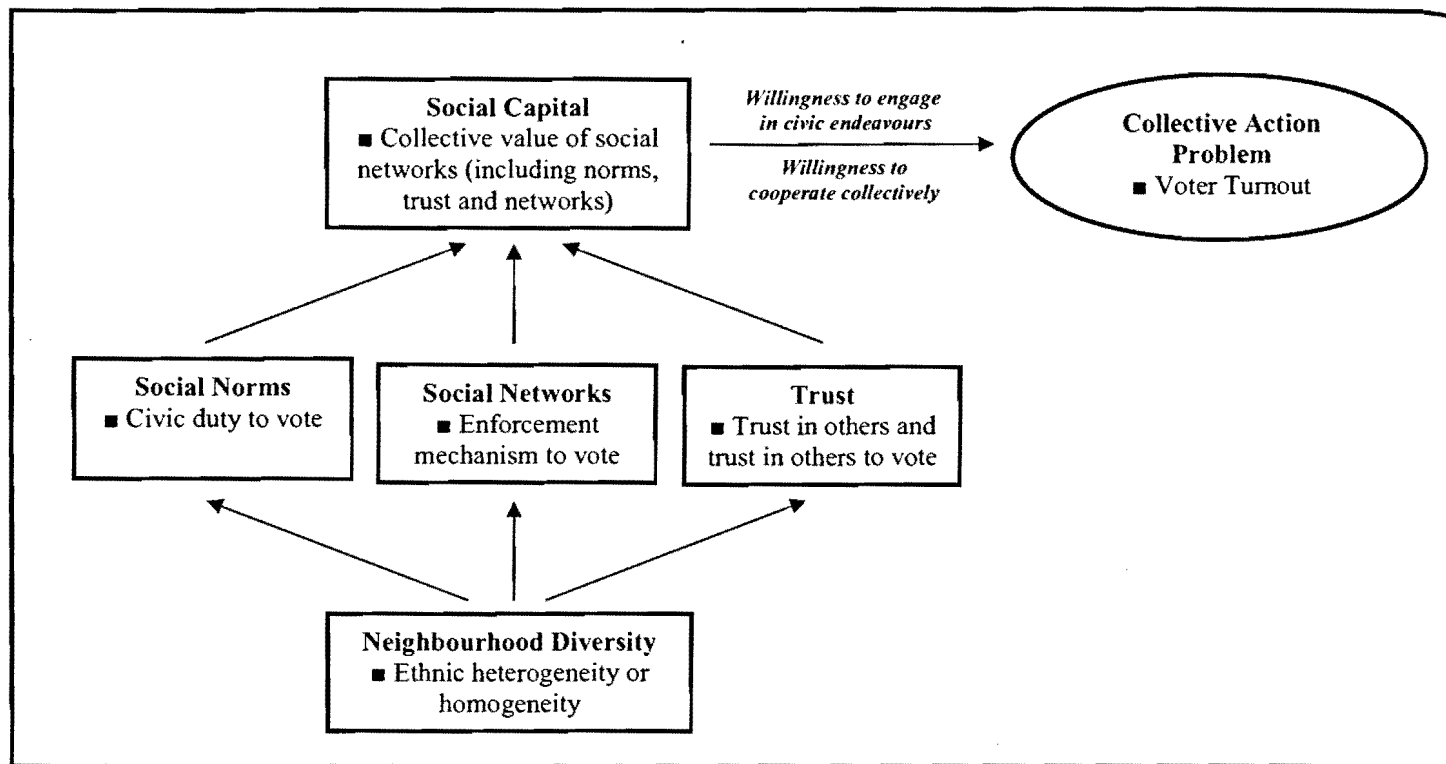 Social Capital
■ Collective value of social
networks (including norms,
trust and networks)
Willingness to engage
in civic endeavours
Willingness to
cooperate collectively
Collective Action
Problem
■ Voter Turnout
Social Norms
■ Civic duty to vote
Social Networks
■ Enforcement
mechanism to vote
Trust
■ Trust in others and
trust in others to vote
Neighbourhood Diversity
■ Ethnic heterogeneity or
homogeneity